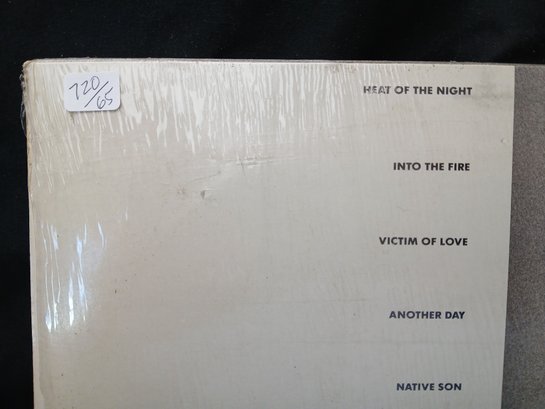 720/65
HEAT OF THE NIGHT
INTO THE FIRE
VICTIM OF LOVE
ANOTHER DAY
NATIVE SON